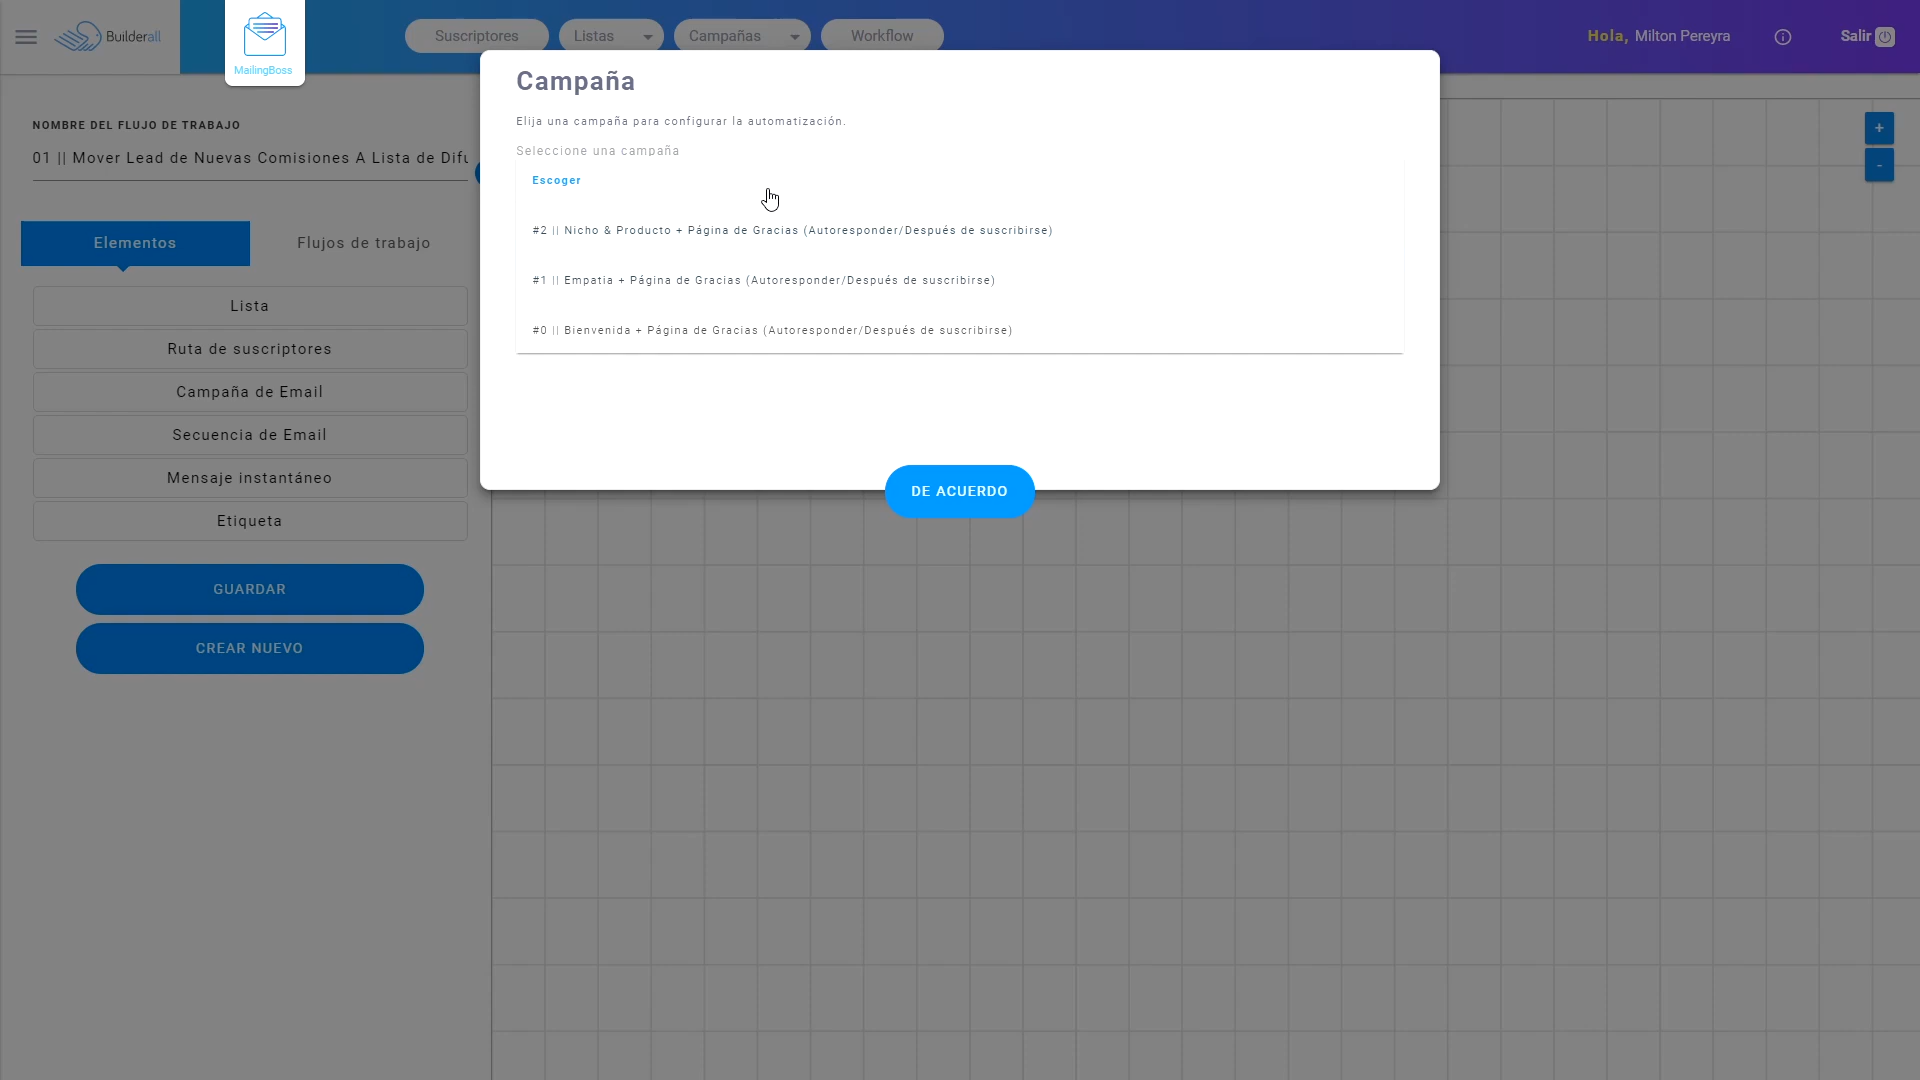 Builderall
MailingBoss
Suscriptores
Listas
Campañas
Workflow
Hola, Milton Pereyra
Salir
NOMBRE DEL FLUJO DE TRABAJO
01 || Mover Lead de Nuevas Comisiones A Lista de Difu
Elementos
Flujos de trabajo
Lista
Ruta de suscriptores
Campaña de Email
Secuencia de Email
Mensaje instantáneo
Etiqueta
GUARDAR
CREAR NUEVO
Campaña
Elija una campaña para configurar la automatización.
Seleccione una campaña
Escoger
#2 || Nicho & Producto + Página de Gracias (Autoresponder/Después de suscribirse)
#1 || Empatia + Página de Gracias (Autoresponder/Después de suscribirse)
#0 || Bienvenida + Página de Gracias (Autoresponder/Después de suscribirse)
DE ACUERDO
+
-